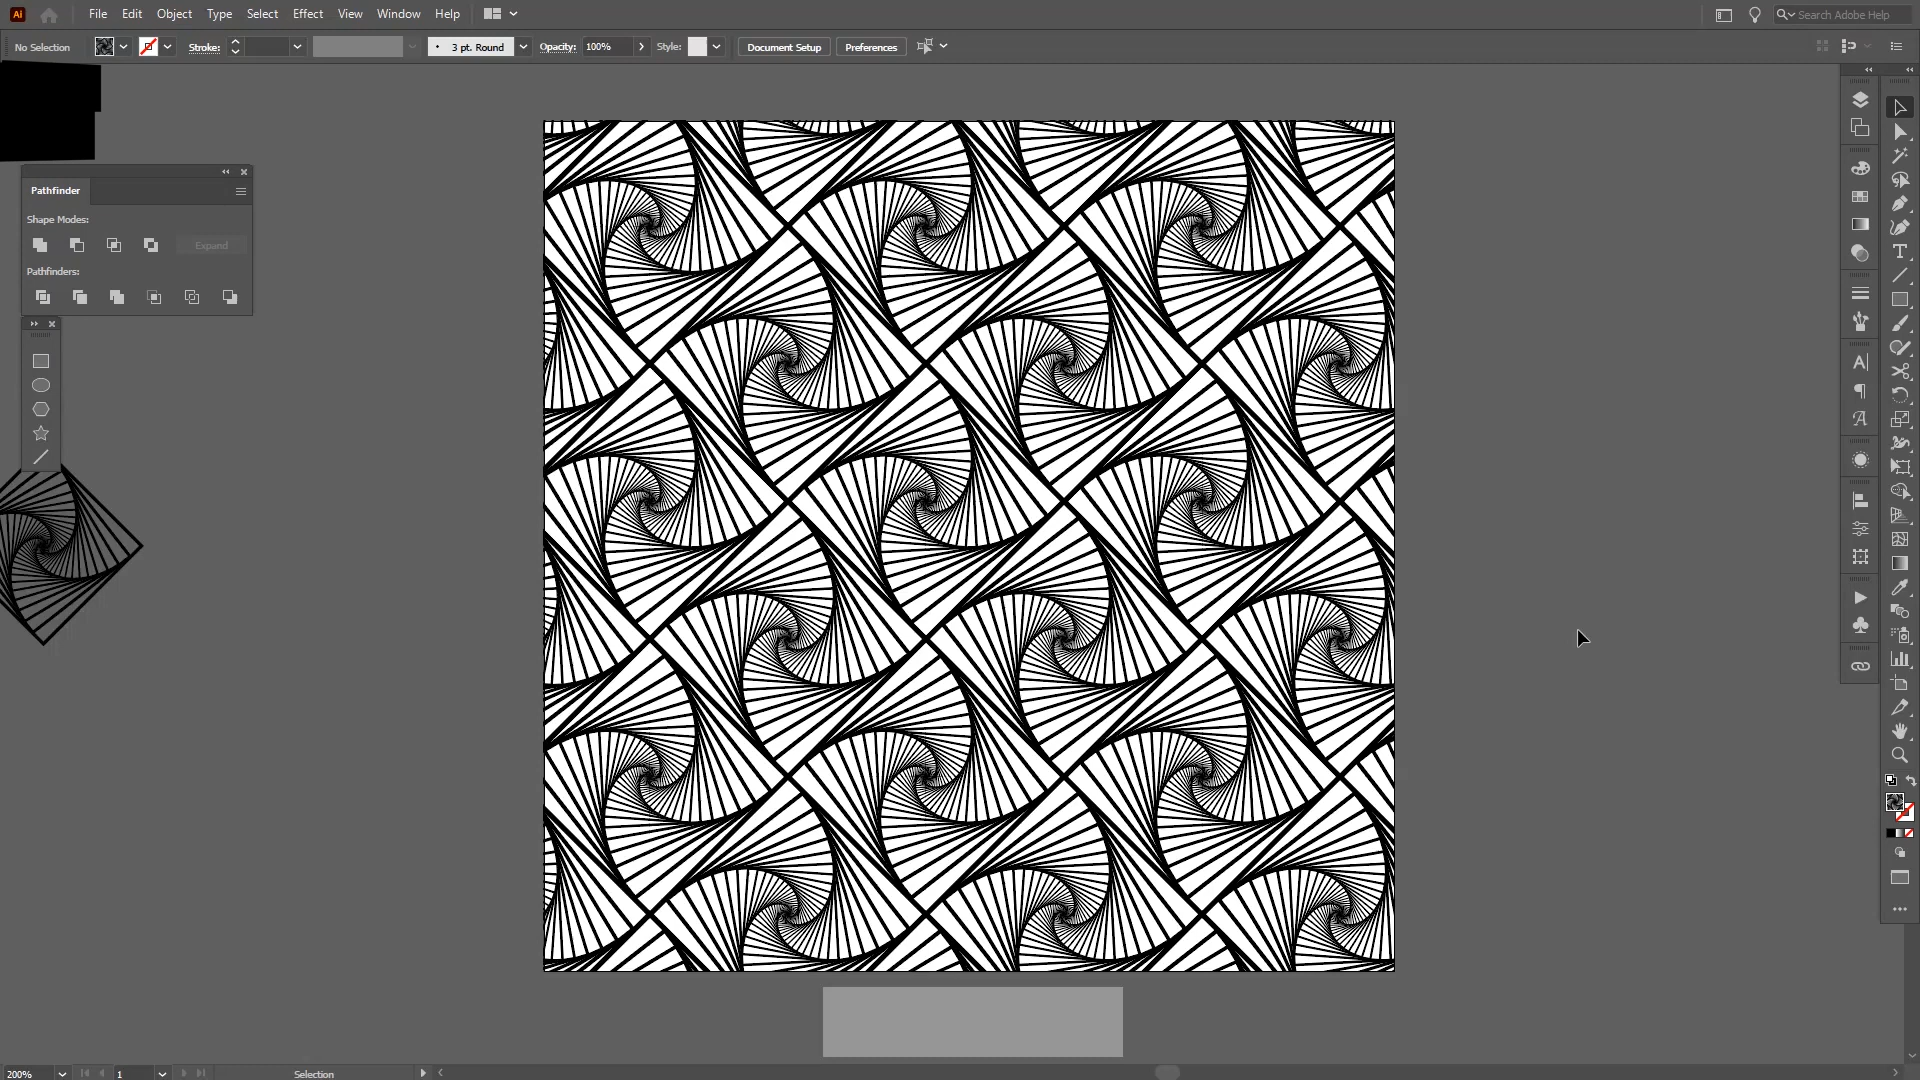 Ai File Edit Object Type Select Effect View Window Help Search Adobe Help
No Selection Stroke: 3 pt. Round Opacity: 100% Style: Document Setup Preferences
Pathfinder
Shape Modes:
Expand
Pathfinders:
200% 1 Selection